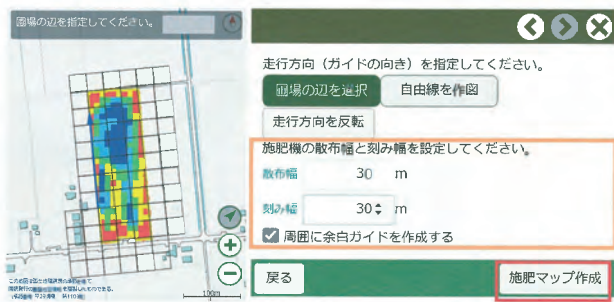 圃場の辺を指定してください。
走行方向（ガイドの向き）を指定してください。
圃場の辺を選択
自由線を作図
走行方向を反転
施肥機の散布幅と刻み幅を設定してください。
散布幅 30 m
刻み幅 30 m
周囲に余白ガイドを作成する
100m
戻る
施肥マップ作成